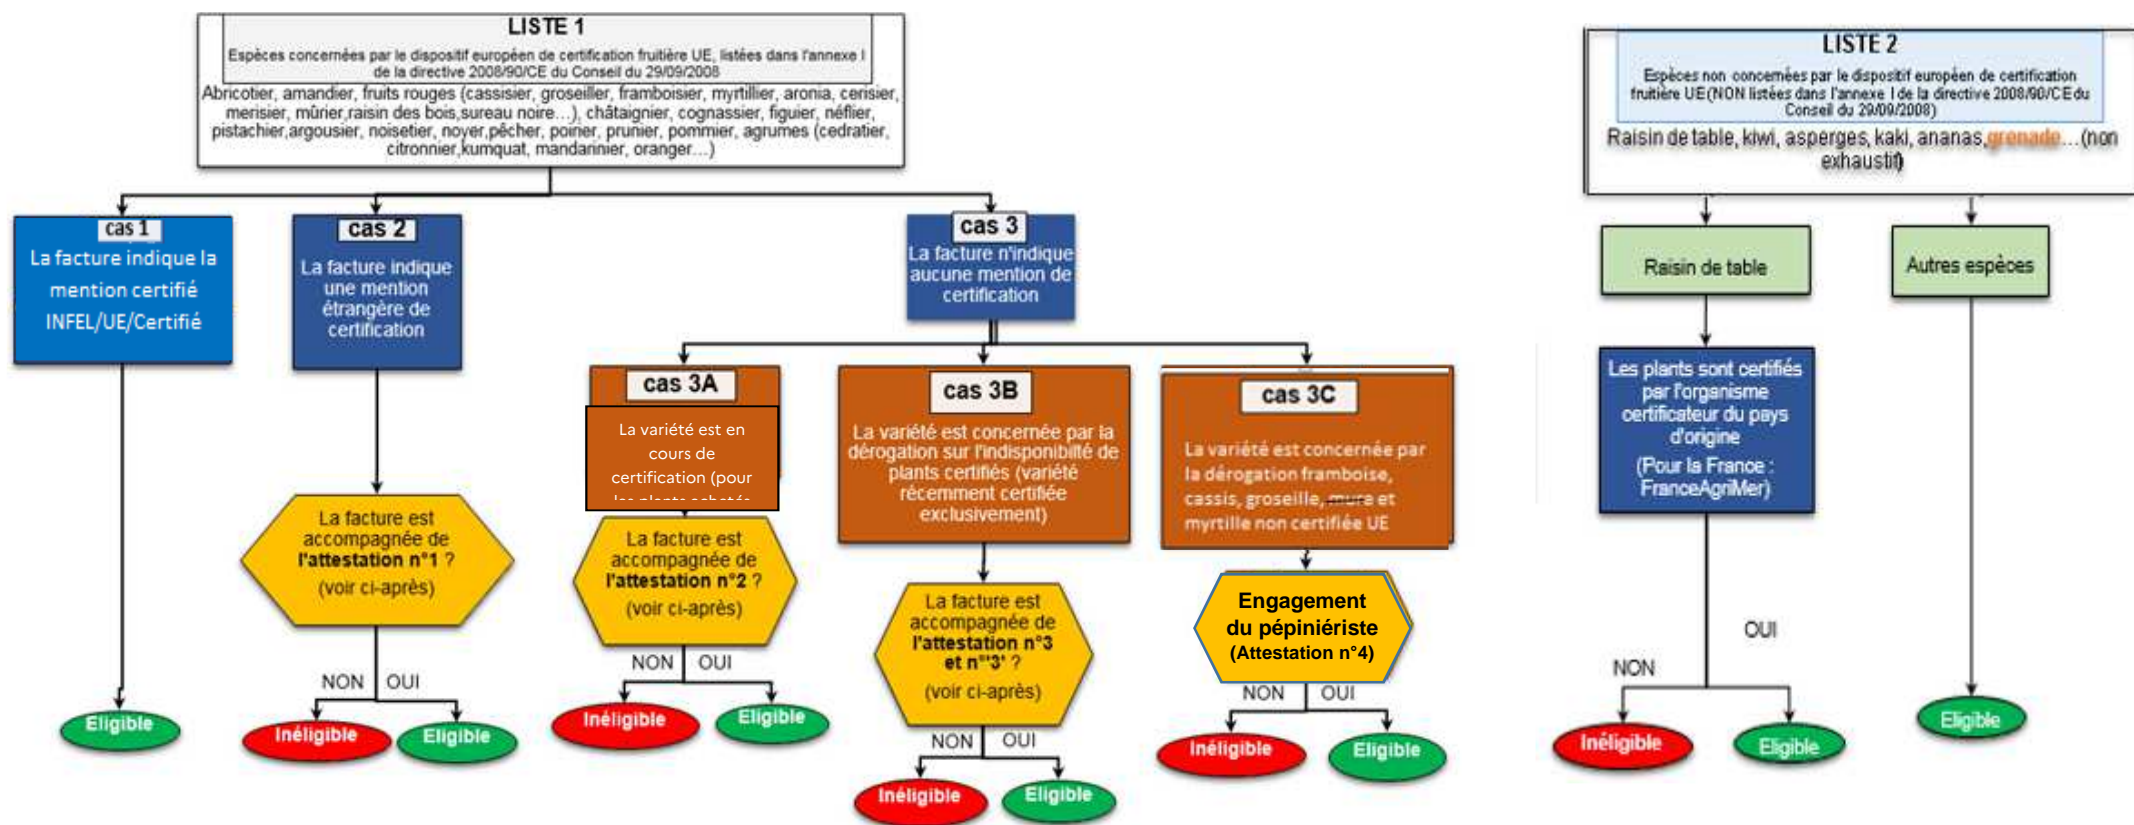 LISTE 1
Espèces concernées par le dispositif européen de certification fruitière UE, listées dans l'annexe I
de la directive 2008/90/CE du Conseil du 29/09/2008
Abricotier, amandier, fruits rouges (cassisier, groseiller, framboisier, myrtillier, aronia, cerisier,
merisier, mûrier,raisin des bois,sureau noire...), châtaignier, cognassier, figuier, néflier,
pistachier,argousier, noisetier, noyer,pêcher, poirier, prunier, pommier, agrumes (cedratier,
citronnier,kumquat, mandarinier, oranger...)
LISTE 2
Espèces non concernées par le dispositif européen de certification
fruitière UE(NON listées dans l'annexe I de la directive 2008/90/CE du
Conseil du 29/09/2008)
Raisin de table, kiwi, asperges, kaki, ananas,grenade...(non
exhaustif)
cas 1
La facture indique la
mention certifié
INFEL/UE/Certifié
Eligible
cas 2
La facture indique
une mention
étrangère de
certification
La facture est
accompagnée de
l'attestation n°1 ?
(voir ci-après)
NON OUI
Inéligible
Eligible
cas 3
La facture n'indique
aucune mention de
certification
cas 3A
La variété est en
cours de
certification (pour
les plants achetés
La facture est
accompagnée de
l'attestation n°2 ?
(voir ci-après)
NON OUI
Inéligible
Eligible
cas 3B
La variété est concernée par la
dérogation sur l'indisponibilté de
plants certifiés (variété
récemment certifiée
exclusivement)
La facture est
accompagnée de
l'attestation n°3
et n°'3' ?
(voir ci-après)
NON OUI
Inéligible
Eligible
cas 3C
La variété est concernée par
la dérogation framboise,
cassis, groseille, mura et
myrtille non certifiée UE
Engagement
du pépiniériste
(Attestation n°4)
NON OUI
Inéligible
Eligible
Raisin de table
Les plants sont certifiés
par l'organisme
certificateur du pays
d'origine
(Pour la France :
FranceAgriMer)
OUI
NON
Inéligible
Eligible
Autres espèces
Eligible